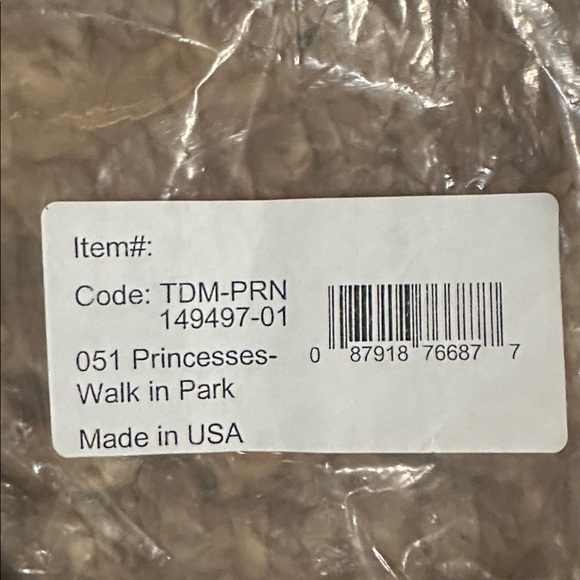 Item#:
Code: TDM-PRN
149497-01
051 Princesses-
Walk in Park
Made in USA
0 87918 76687 7